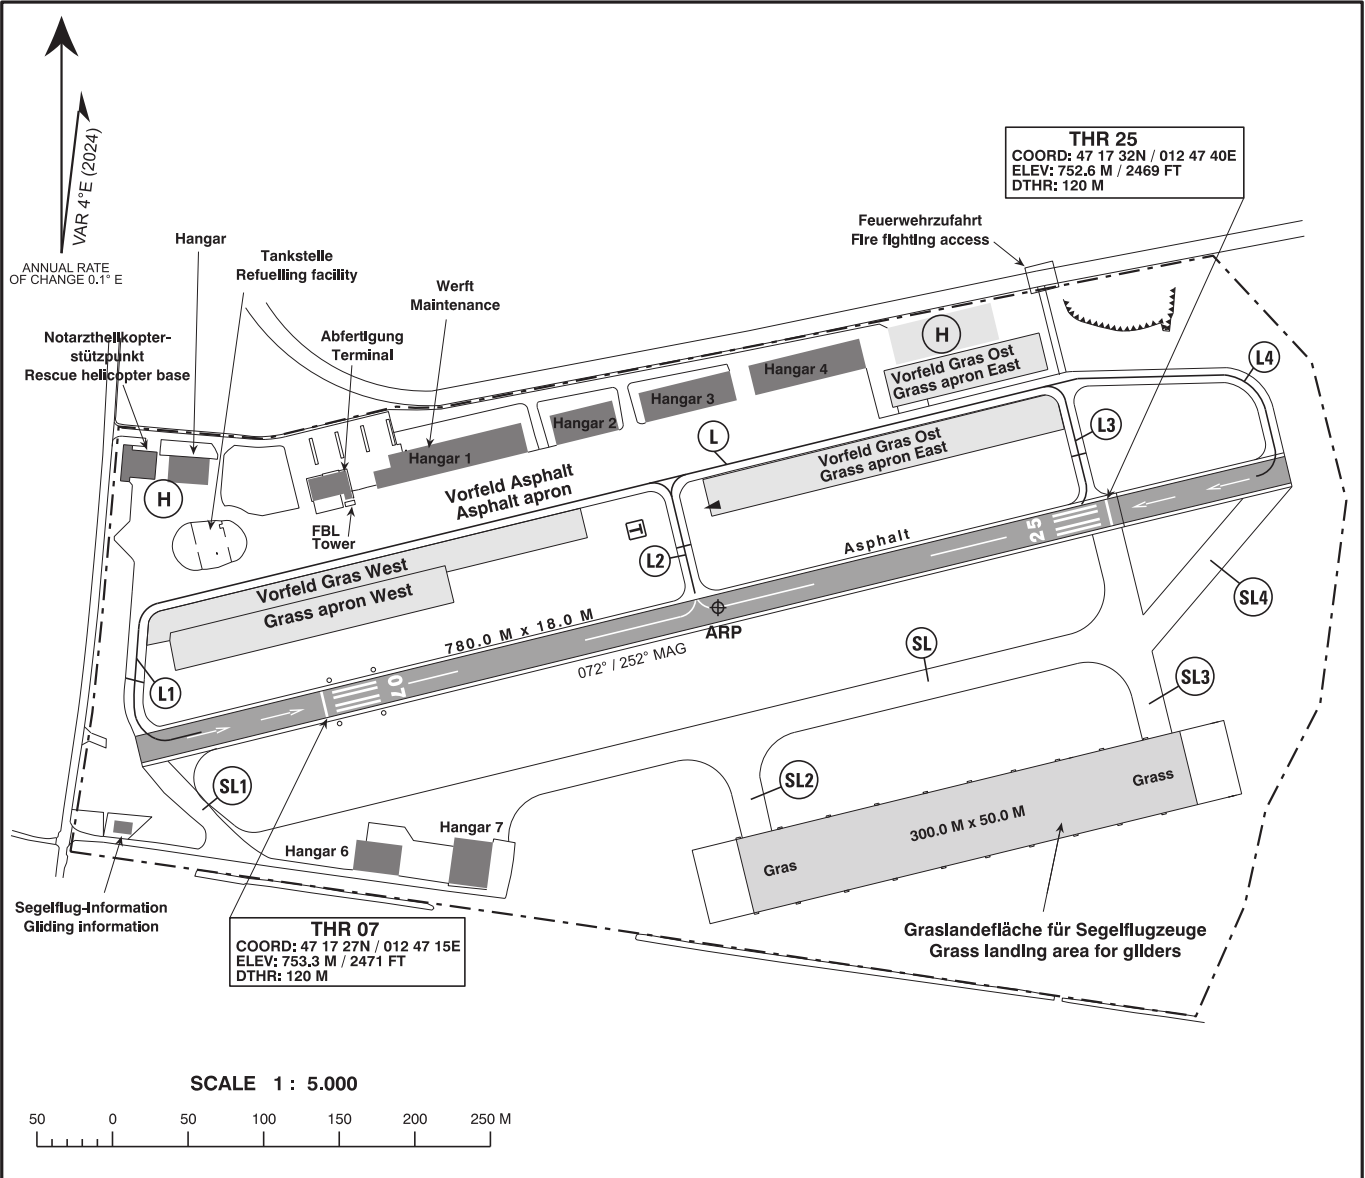 VAR 4°E (2024)
ANNUAL RATE
OF CHANGE 0.1° E
THR 25
COORD: 47 17 32N / 012 47 40E
ELEV: 752.6 M / 2469 FT
DTHR: 120 M
Feuerwehrzufahrt
Fire fighting access
Hangar
Tankstelle
Refuelling facility
Werft
Maintenance
Notarzthelikopter-
stützpunkt
Rescue helicopter base
Abfertigung
Terminal
H
Vorfeld Gras Ost
Grass apron East
L4
Hangar 4
Hangar 3
Hangar 2
Hangar 1
L
L3
Vorfeld Gras Ost
Grass apron East
Vorfeld Asphalt
Asphalt apron
H
FBL
Tower
T
L2
Asphalt
25
Vorfeld Gras West
Grass apron West
SL4
ARP
780.0 M x 18.0 M
072° / 252° MAG
SL
SL3
L1
07
SL1
SL2
Grass
300.0 M x 50.0 M
Gras
Hangar 7
Hangar 6
Segelflug-Information
Gliding information
THR 07
COORD: 47 17 27N / 012 47 15E
ELEV: 753.3 M / 2471 FT
DTHR: 120 M
Graslandefläche für Segelflugzeuge
Grass landing area for gliders
SCALE 1 : 5.000
50 0 50 100 150 200 250 M